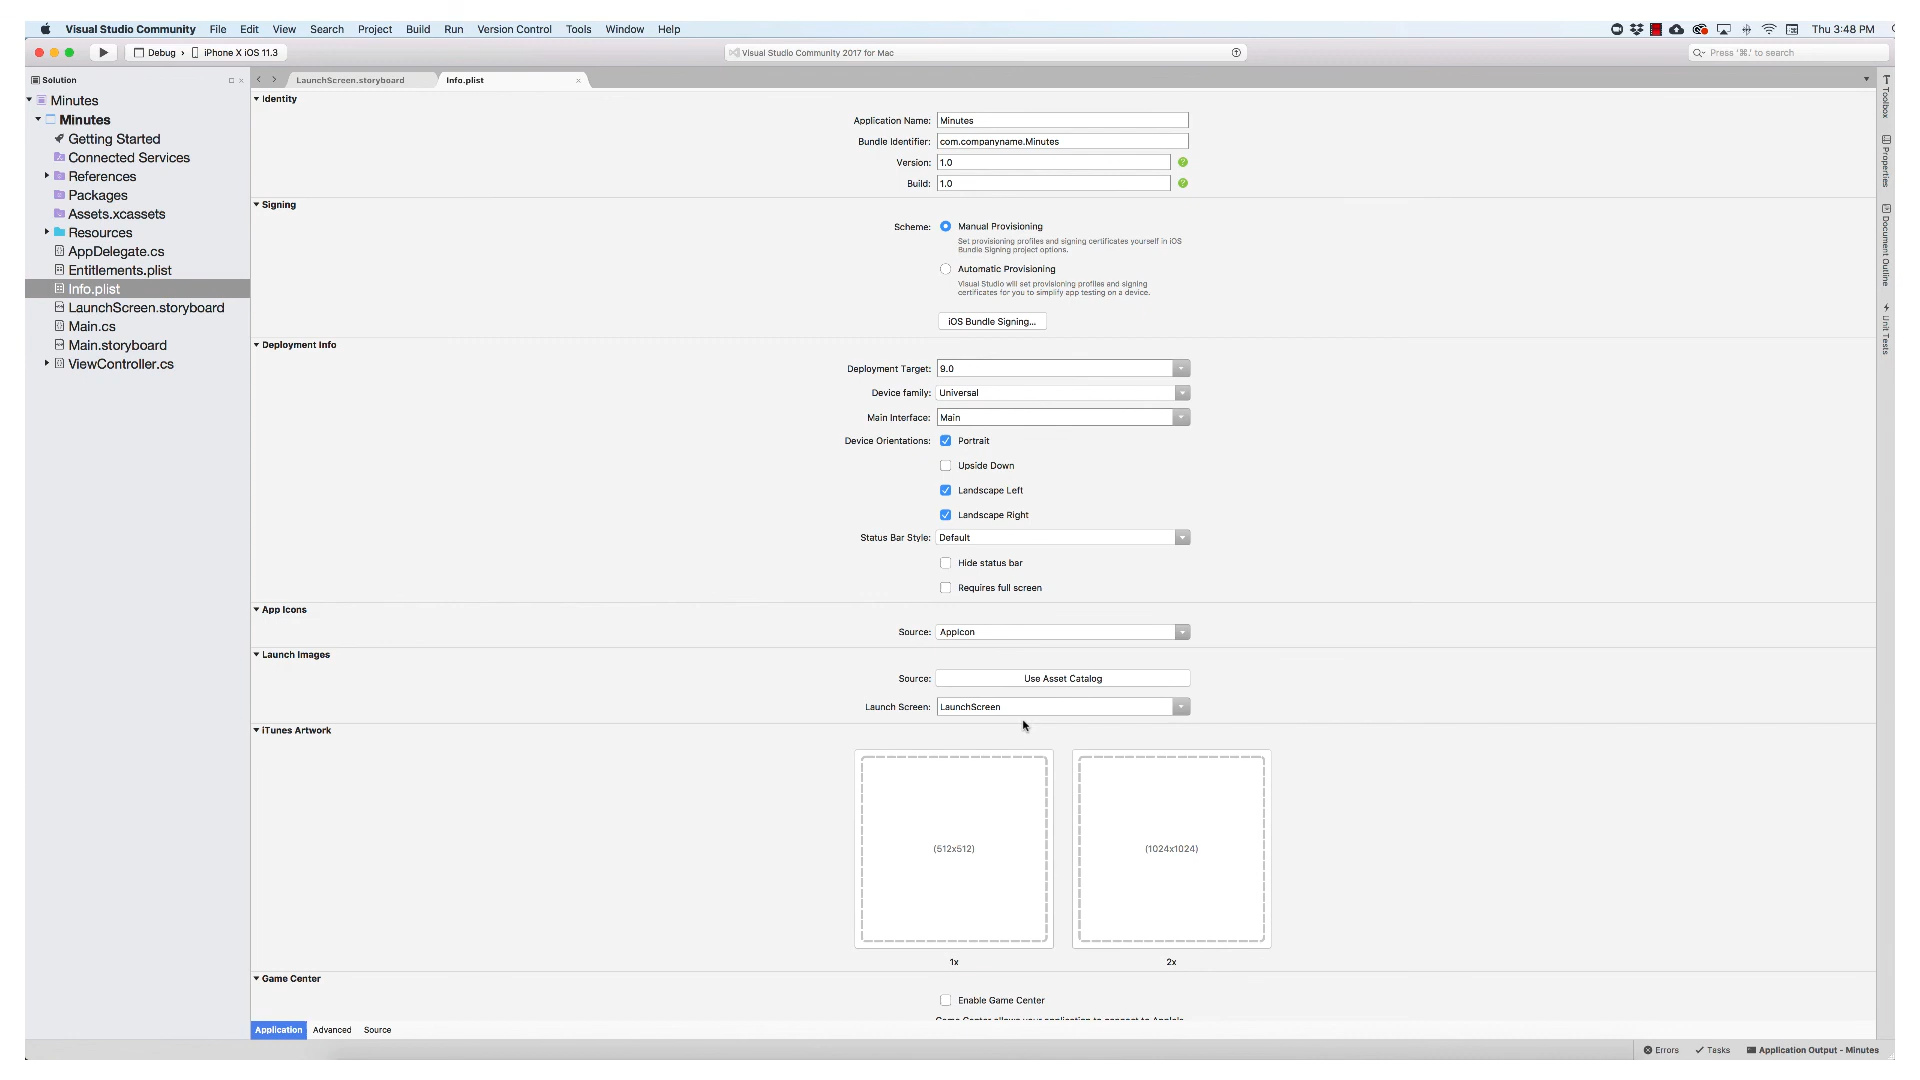 Visual Studio Community File Edit View Search Project Build Run Version Control Tools Window Help Thu 3:48 PM
Debug › iPhone X iOS 11.3 Visual Studio Community 2017 for Mac Press '⌘.' to search
Solution LaunchScreen.storyboard Info.plist
Minutes
Minutes
Getting Started
Connected Services
References
Packages
Assets.xcassets
Resources
AppDelegate.cs
Entitlements.plist
Info.plist
LaunchScreen.storyboard
Main.cs
Main.storyboard
ViewController.cs
Identity
Application Name: Minutes
Bundle Identifier: com.companyname.Minutes
Version: 1.0
Build: 1.0
Signing
Scheme: Manual Provisioning
Set provisioning profiles and signing certificates yourself in iOS
Bundle Signing project options.
Automatic Provisioning
Visual Studio will set provisioning profiles and signing
certificates for you to simplify app testing on a device.
iOS Bundle Signing...
Deployment Info
Deployment Target: 9.0
Device family: Universal
Main Interface: Main
Device Orientations: Portrait
Upside Down
Landscape Left
Landscape Right
Status Bar Style: Default
Hide status bar
Requires full screen
App Icons
Source: AppIcon
Launch Images
Source: Use Asset Catalog
Launch Screen: LaunchScreen
iTunes Artwork
(512x512) (1024x1024)
1x 2x
Game Center
Enable Game Center
Application Advanced Source
Errors Tasks Application Output - Minutes
Toolbox
Properties
Document Outline
Unit Tests